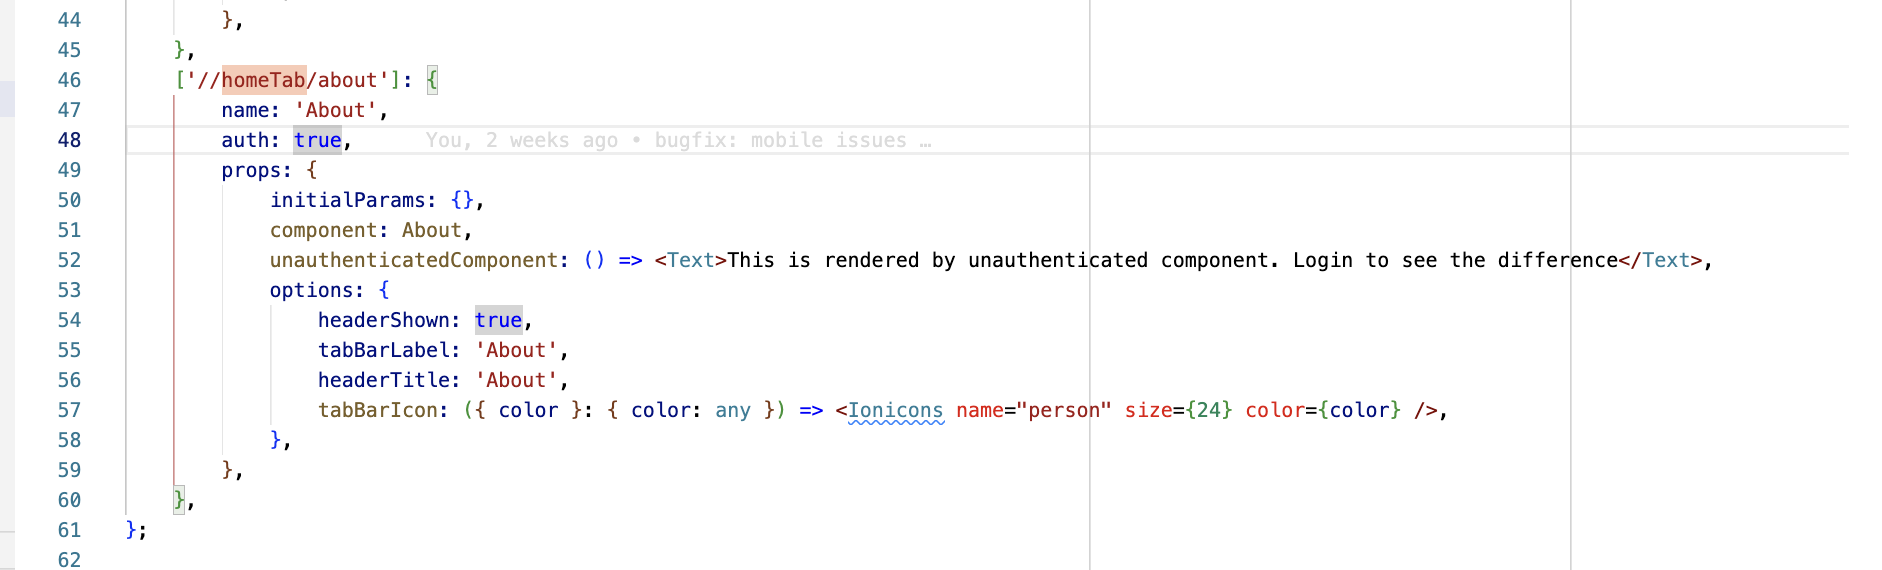 44 },
45 },
46 ['//homeTab/about']: {
47 name: 'About',
48 auth: true, You, 2 weeks ago • bugfix: mobile issues …
49 props: {
50 initialParams: {},
51 component: About,
52 unauthenticatedComponent: () => <Text>This is rendered by unauthenticated component. Login to see the difference</Text>,
53 options: {
54 headerShown: true,
55 tabBarLabel: 'About',
56 headerTitle: 'About',
57 tabBarIcon: ({ color }: { color: any }) => <Ionicons name="person" size={24} color={color} />,
58 },
59 },
60 },
61 };
62